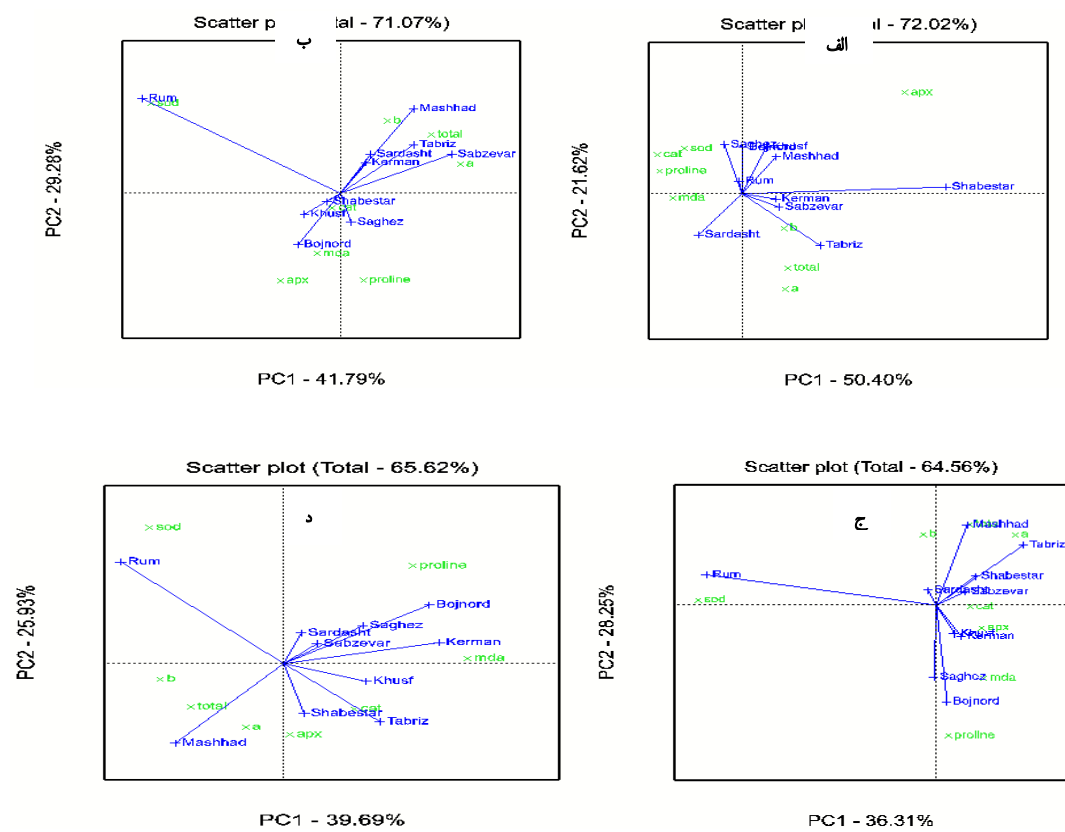 Scatter p tal - 71.07%)
ب
PC2 - 29.28%
Rum
sod
Mashhad
b
total
Tabriz
Sardasht
Sabzevar
Kerman
a
Shabestar
cat
Khusf
Saghez
Bojnord
mda
apx
proline
PC1 - 41.79%
Scatter pl l - 72.02%)
الف
PC2 - 21.62%
apx
Saghez
sod
Bojnord
Khusf
cat
Mashhad
proline
Rum
Shabestar
mda
Kerman
Sabzevar
b
Sardasht
Tabriz
total
a
PC1 - 50.40%
Scatter plot (Total - 65.62%)
د
PC2 - 25.93%
sod
Rum
proline
Bojnord
Saghez
Sardasht
Sabzevar
Kerman
mda
b
Khusf
total
Shabestar
cat
Tabriz
a
apx
Mashhad
PC1 - 39.69%
Scatter plot (Total - 64.56%)
ج
PC2 - 28.25%
Mashhad
b
a
Tabriz
Rum
Shabestar
Sardasht
Sabzevar
sod
cat
apx
Khusf
Kerman
Saghez
mda
Bojnord
proline
PC1 - 36.31%